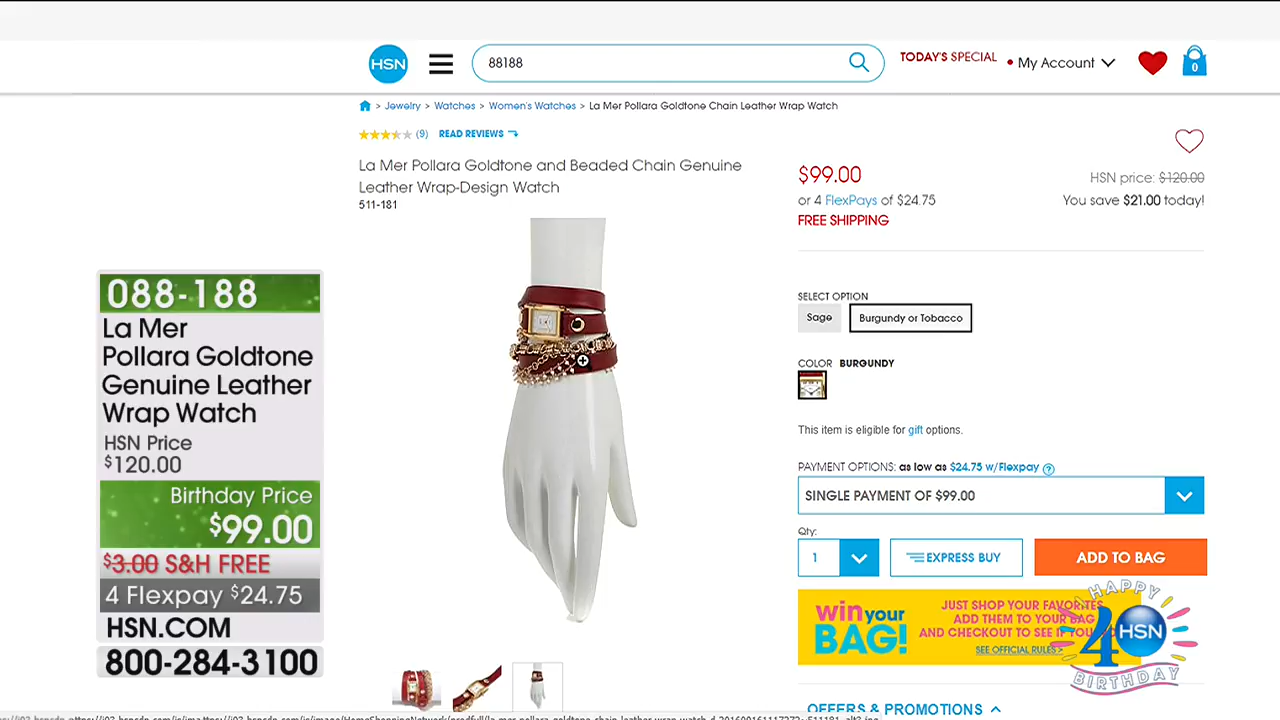 HSN
88188
TODAY'S SPECIAL
• My Account
0
> Jewelry > Watches > Women's Watches > La Mer Pollara Goldtone Chain Leather Wrap Watch
(9) READ REVIEWS
La Mer Pollara Goldtone and Beaded Chain Genuine
Leather Wrap-Design Watch
511-181
$99.00
HSN price: $120.00
or 4 FlexPays of $24.75
You save $21.00 today!
FREE SHIPPING
SELECT OPTION
Sage
Burgundy or Tobacco
COLOR BURGUNDY
This item is eligible for gift options.
PAYMENT OPTIONS: as low as $24.75 w/Flexpay ?
SINGLE PAYMENT OF $99.00
Qty:
1
EXPRESS BUY
ADD TO BAG
win your
BAG!
JUST SHOP YOUR FAVORITES
ADD THEM TO YOUR BAG
AND CHECKOUT TO SEE IF YOU
SEE OFFICIAL RULES >
HAPPY
40
HSN
BIRTHDAY
OFFERS & PROMOTIONS
088-188
La Mer
Pollara Goldtone
Genuine Leather
Wrap Watch
HSN Price
$120.00
Birthday Price
$99.00
$3.00 S&H FREE
4 Flexpay $24.75
HSN.COM
800-284-3100